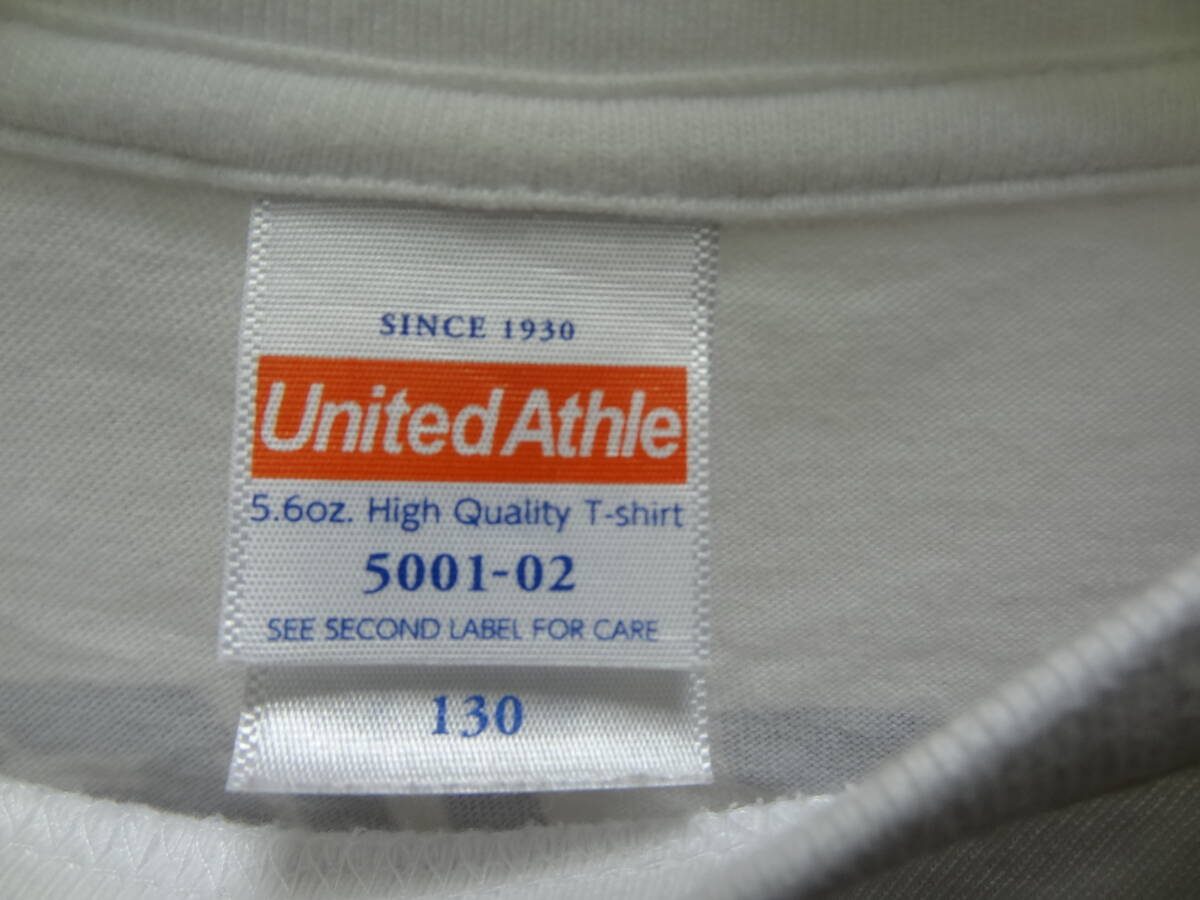 SINCE 1930
United Athle
5.6oz. High Quality T-shirt
5001-02
SEE SECOND LABEL FOR CARE
130